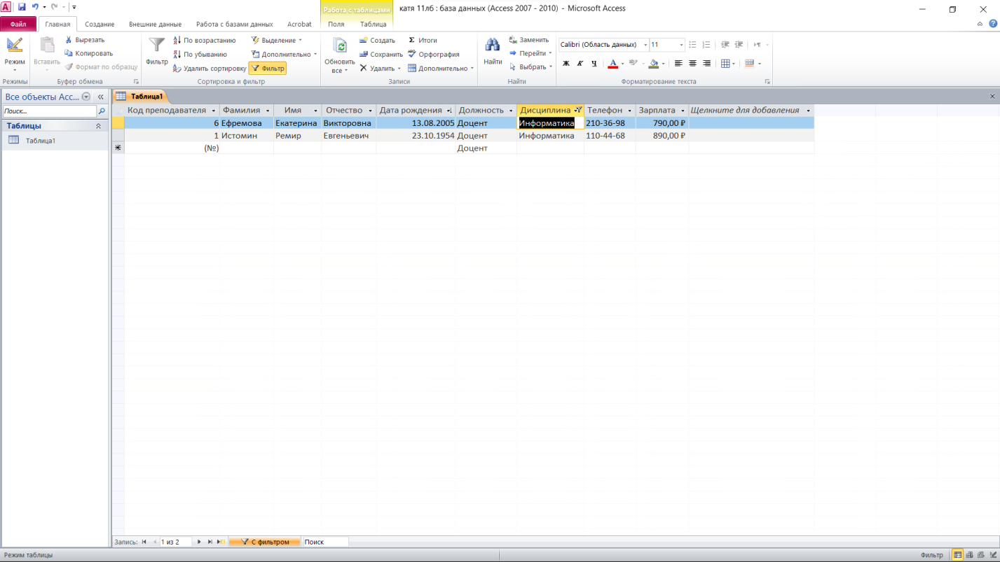 Работа с таблицами
катя 11лб : база данных (Access 2007 - 2010) - Microsoft Access
Файл Главная Создание Внешние данные Работа с базами данных Acrobat Поля Таблица
Режим
Вставить
Вырезать
Копировать
Формат по образцу
Фильтр
По возрастанию
По убыванию
Удалить сортировку
Выделение
Дополнительно
Фильтр
Обновить все
Создать
Сохранить
Удалить
Итоги
Орфография
Дополнительно
Найти
Заменить
Перейти
Выбрать
Calibri (Область данных) 11
Ж К Ч А
Режимы Буфер обмена Сортировка и фильтр Записи Найти Форматирование текста
Все объекты Acc...
Поиск...
Таблицы
Таблица1
Таблица1
Код преподавателя Фамилия Имя Отчество Дата рождения Должность Дисциплина Телефон Зарплата Щелкните для добавления
6 Ефремова Екатерина Викторовна 13.08.2005 Доцент Информатика 210-36-98 790,00 ₽
1 Истомин Ремир Евгеньевич 23.10.1954 Доцент Информатика 110-44-68 890,00 ₽
(№) Доцент
Запись: 1 из 2 С фильтром Поиск
Режим таблицы Фильтр